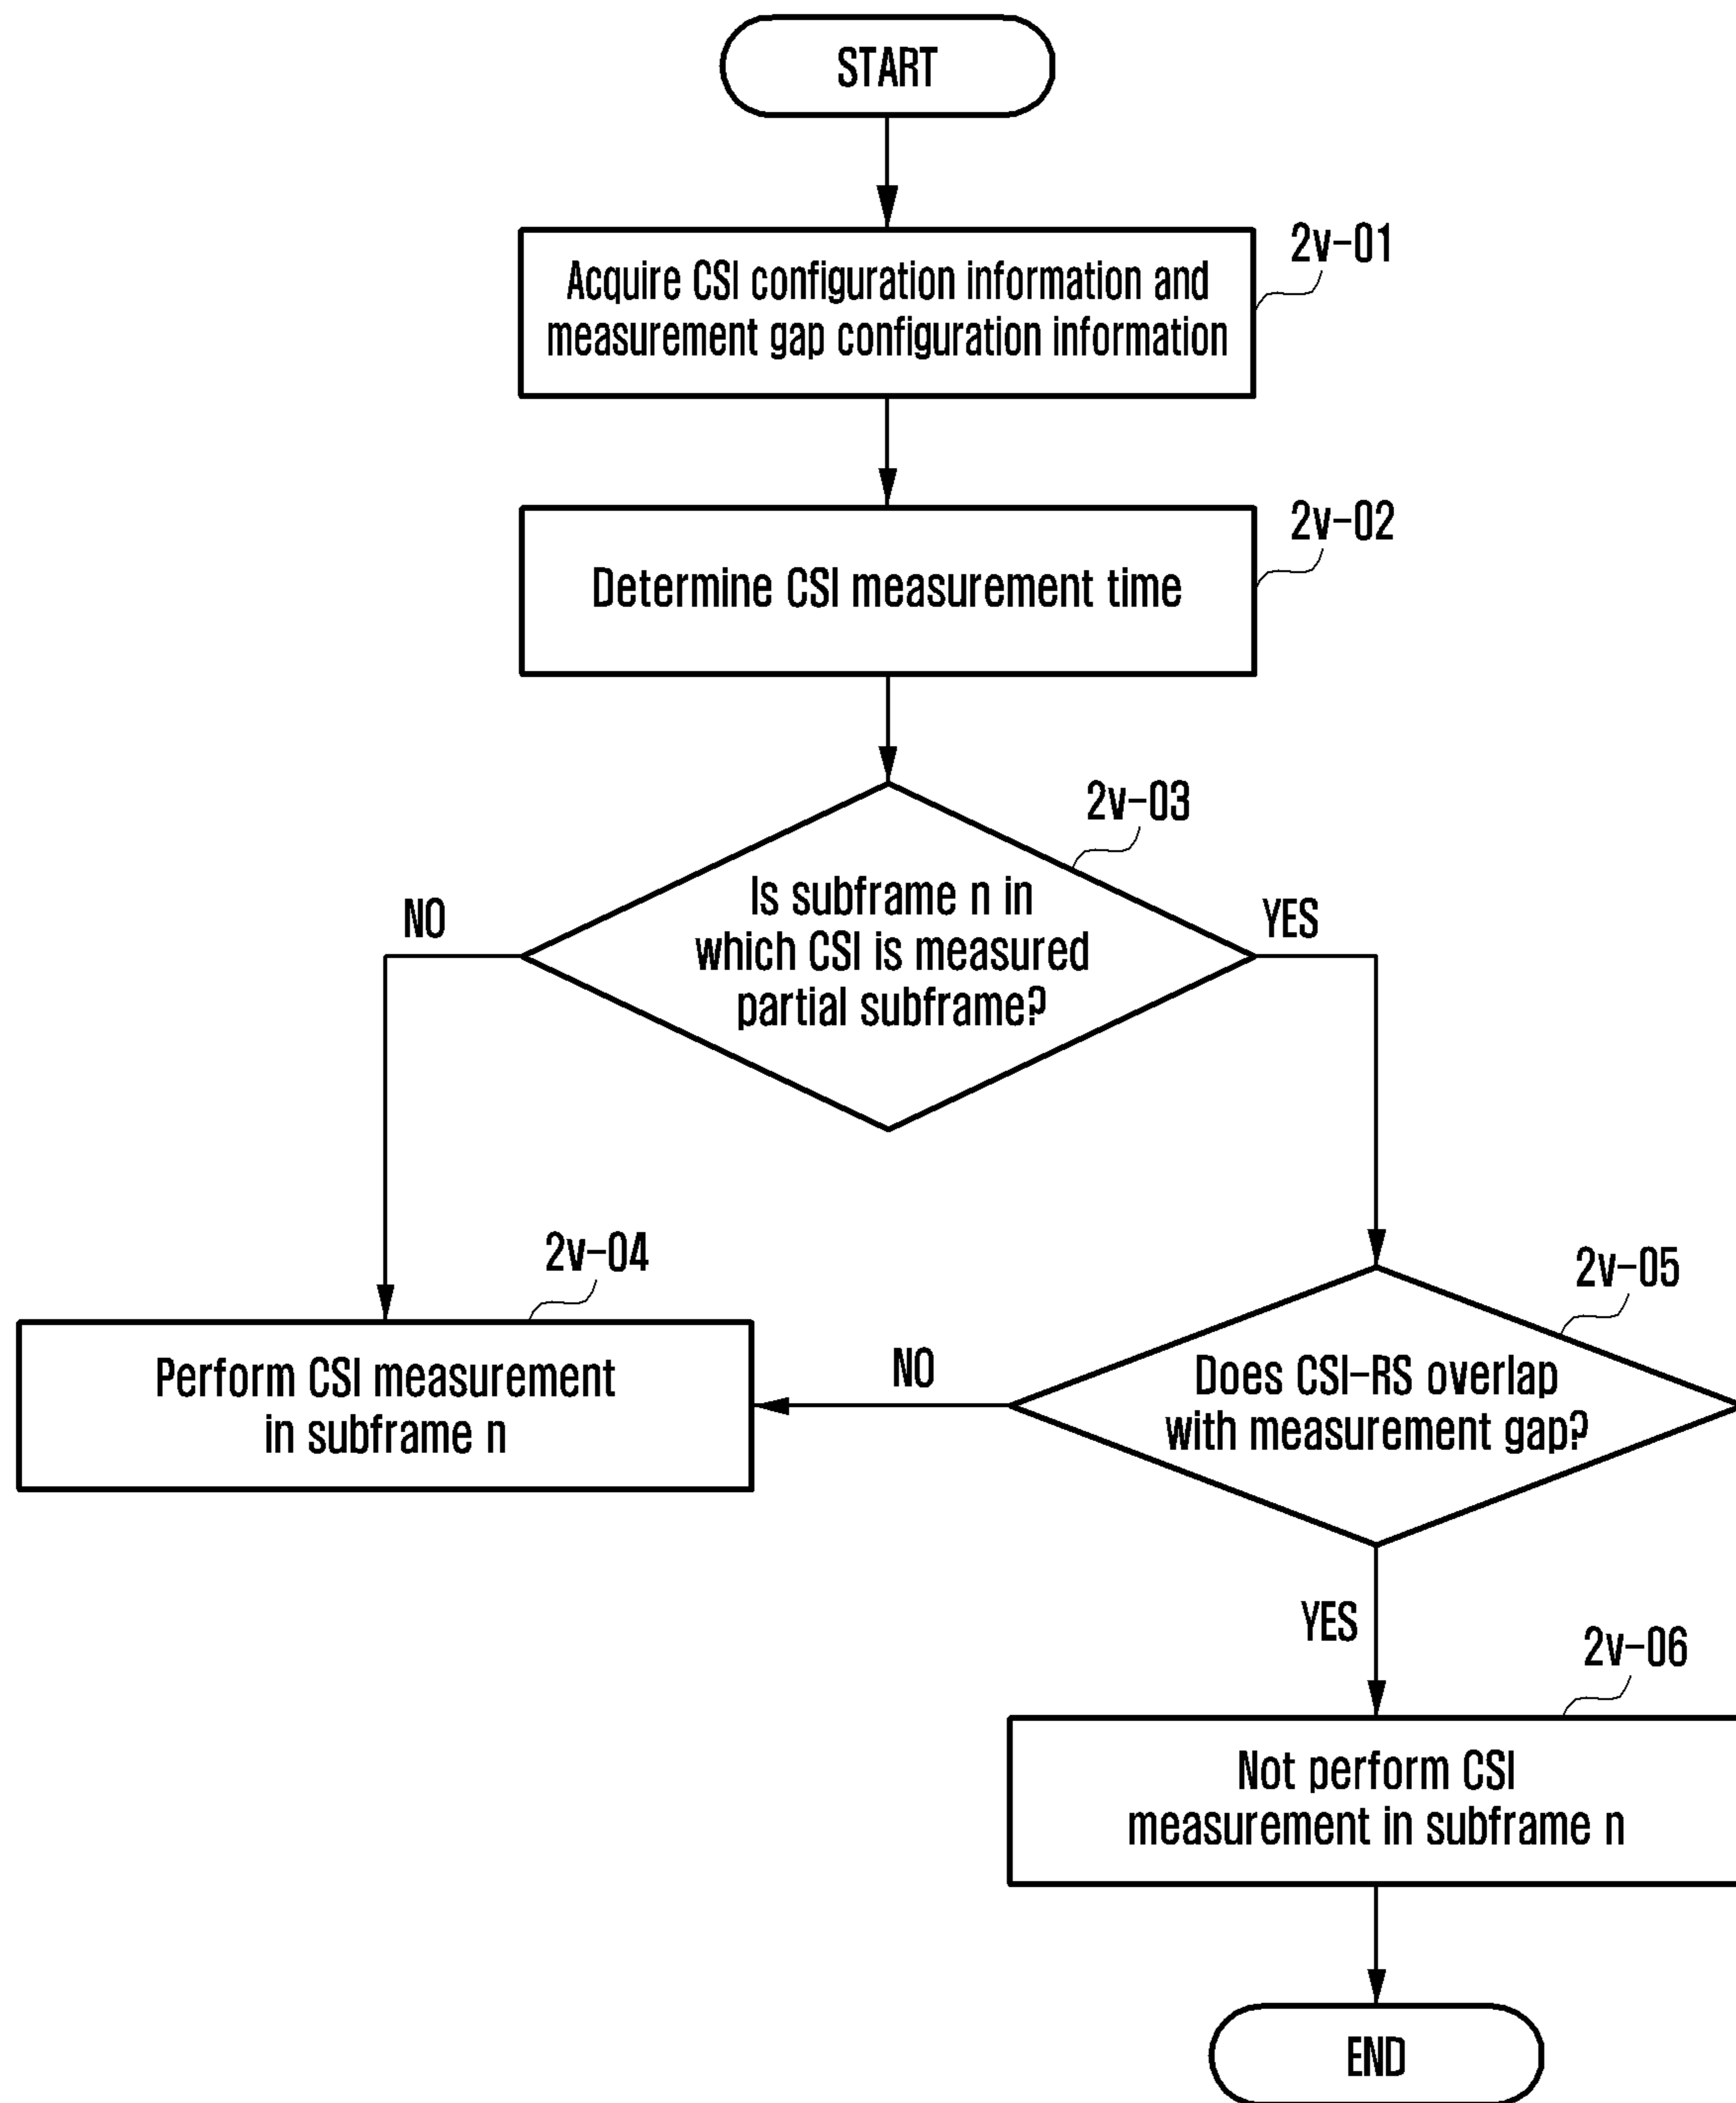 START
2v-01
Acquire CSI configuration information and
measurement gap configuration information
2v-02
Determine CSI measurement time
2v-03
Is subframe n in
which CSI is measured
partial subframe?
NO
YES
2v-04
Perform CSI measurement
in subframe n
2v-05
Does CSI-RS overlap
with measurement gap?
NO
YES
2v-06
Not perform CSI
measurement in subframe n
END